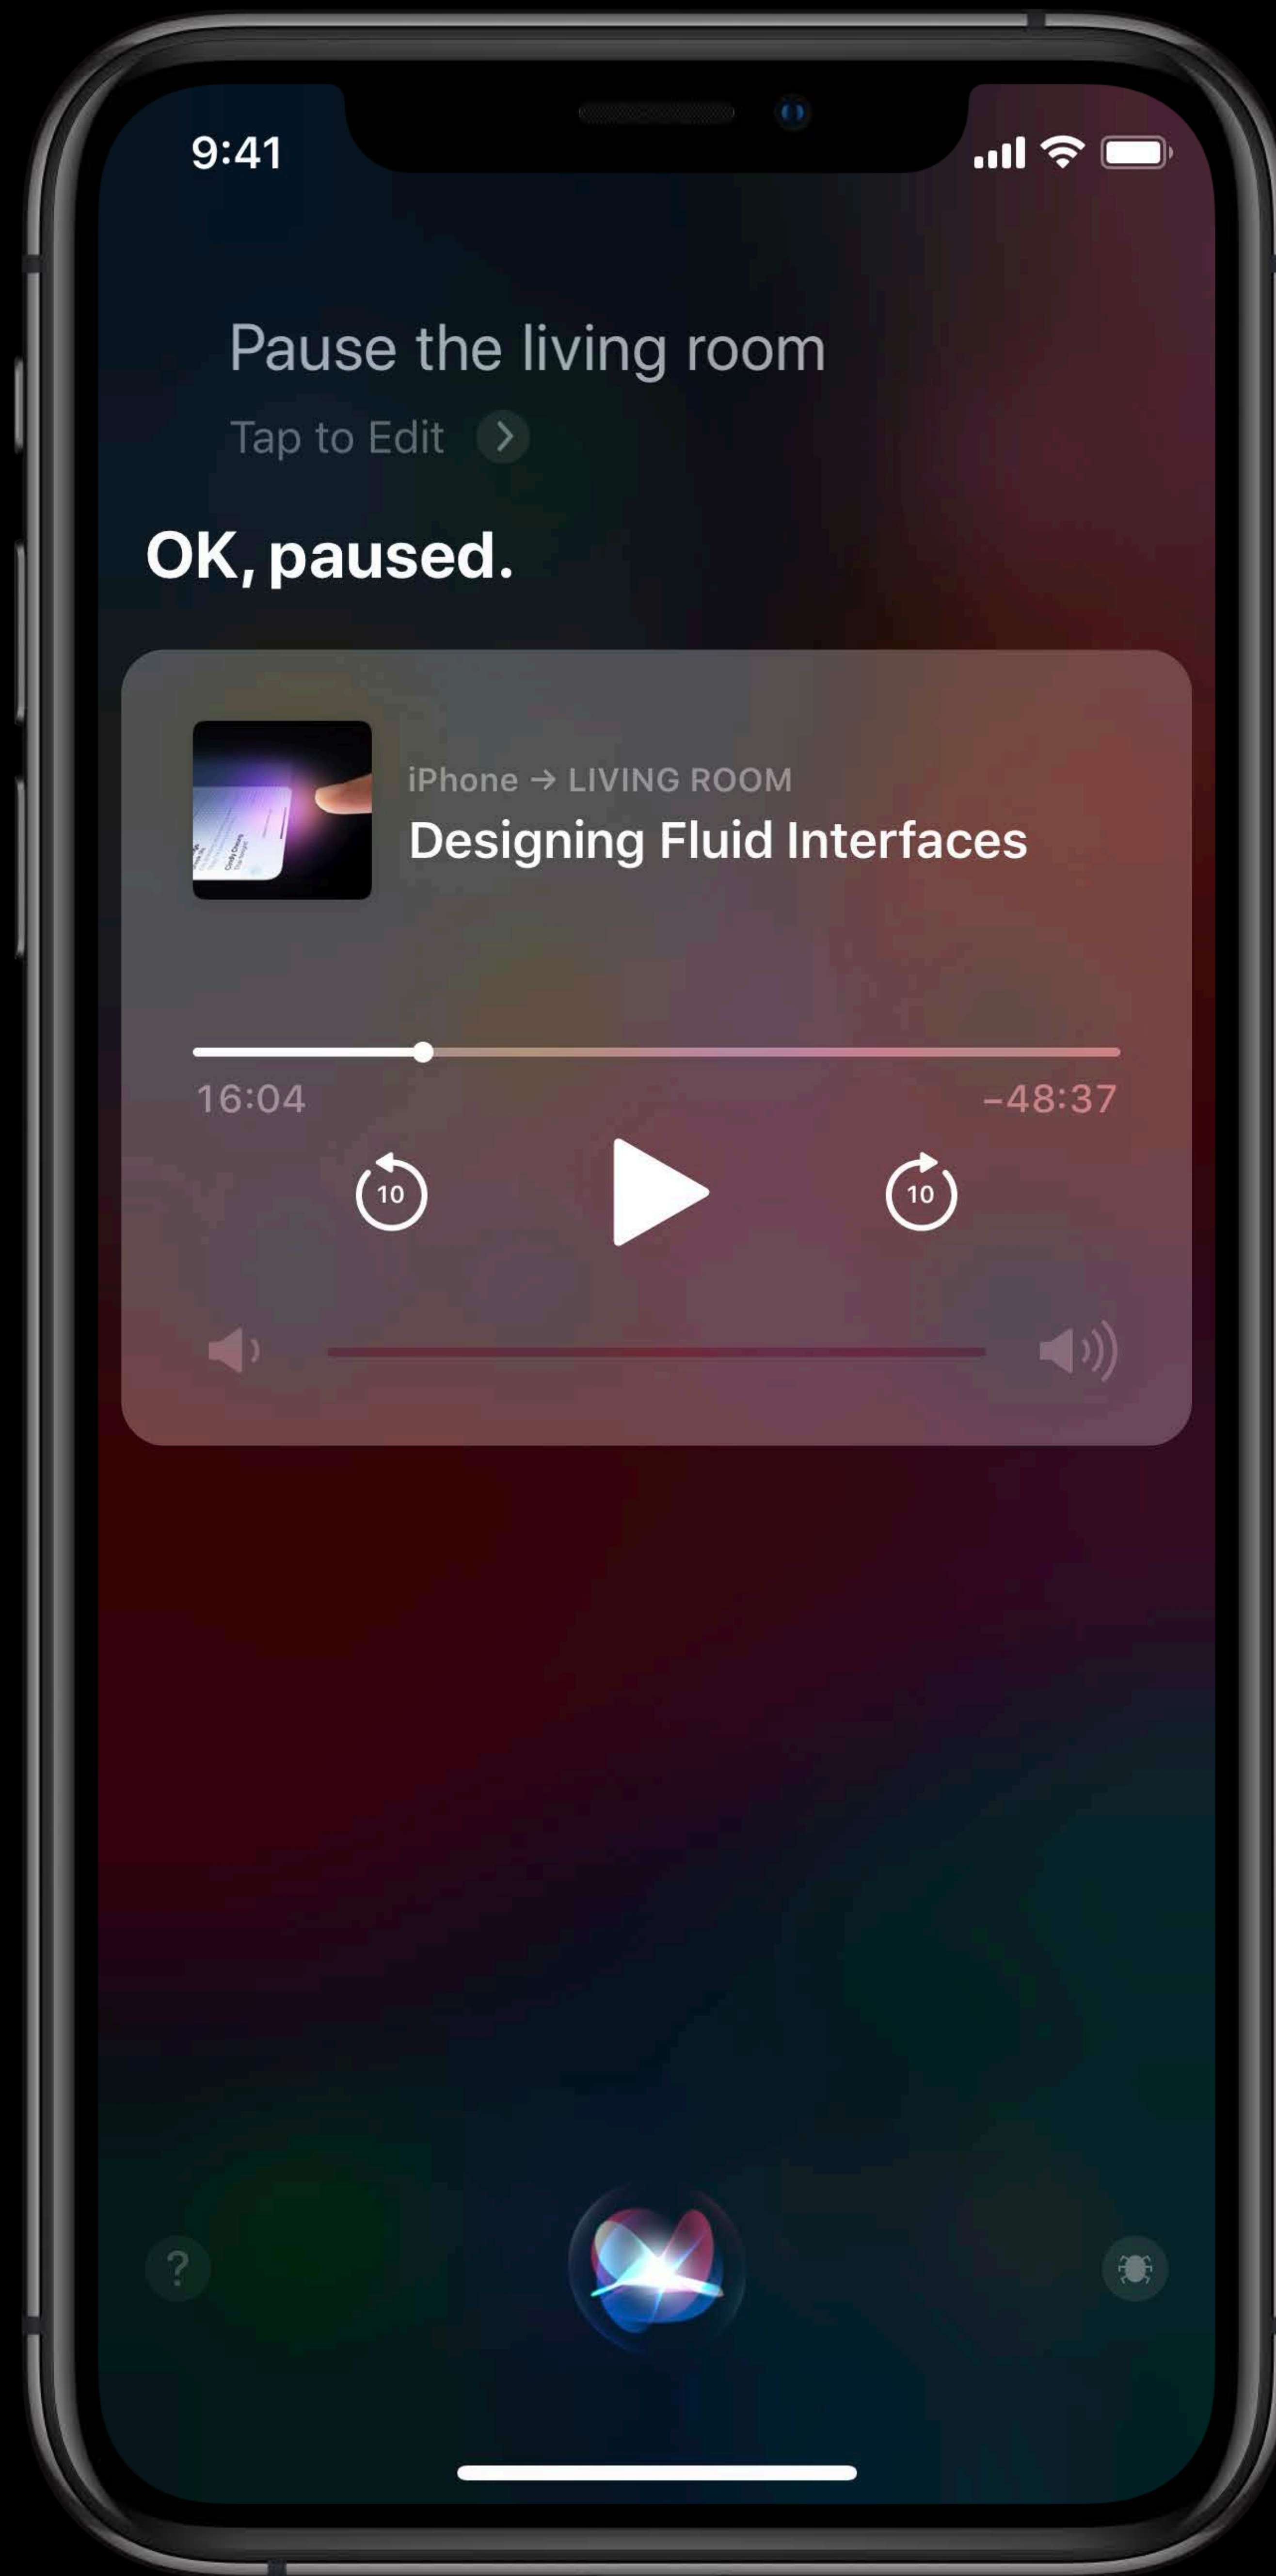 9:41
Pause the living room
Tap to Edit
OK, paused.
iPhone → LIVING ROOM
Designing Fluid Interfaces
16:04
−48:37
10
10
?